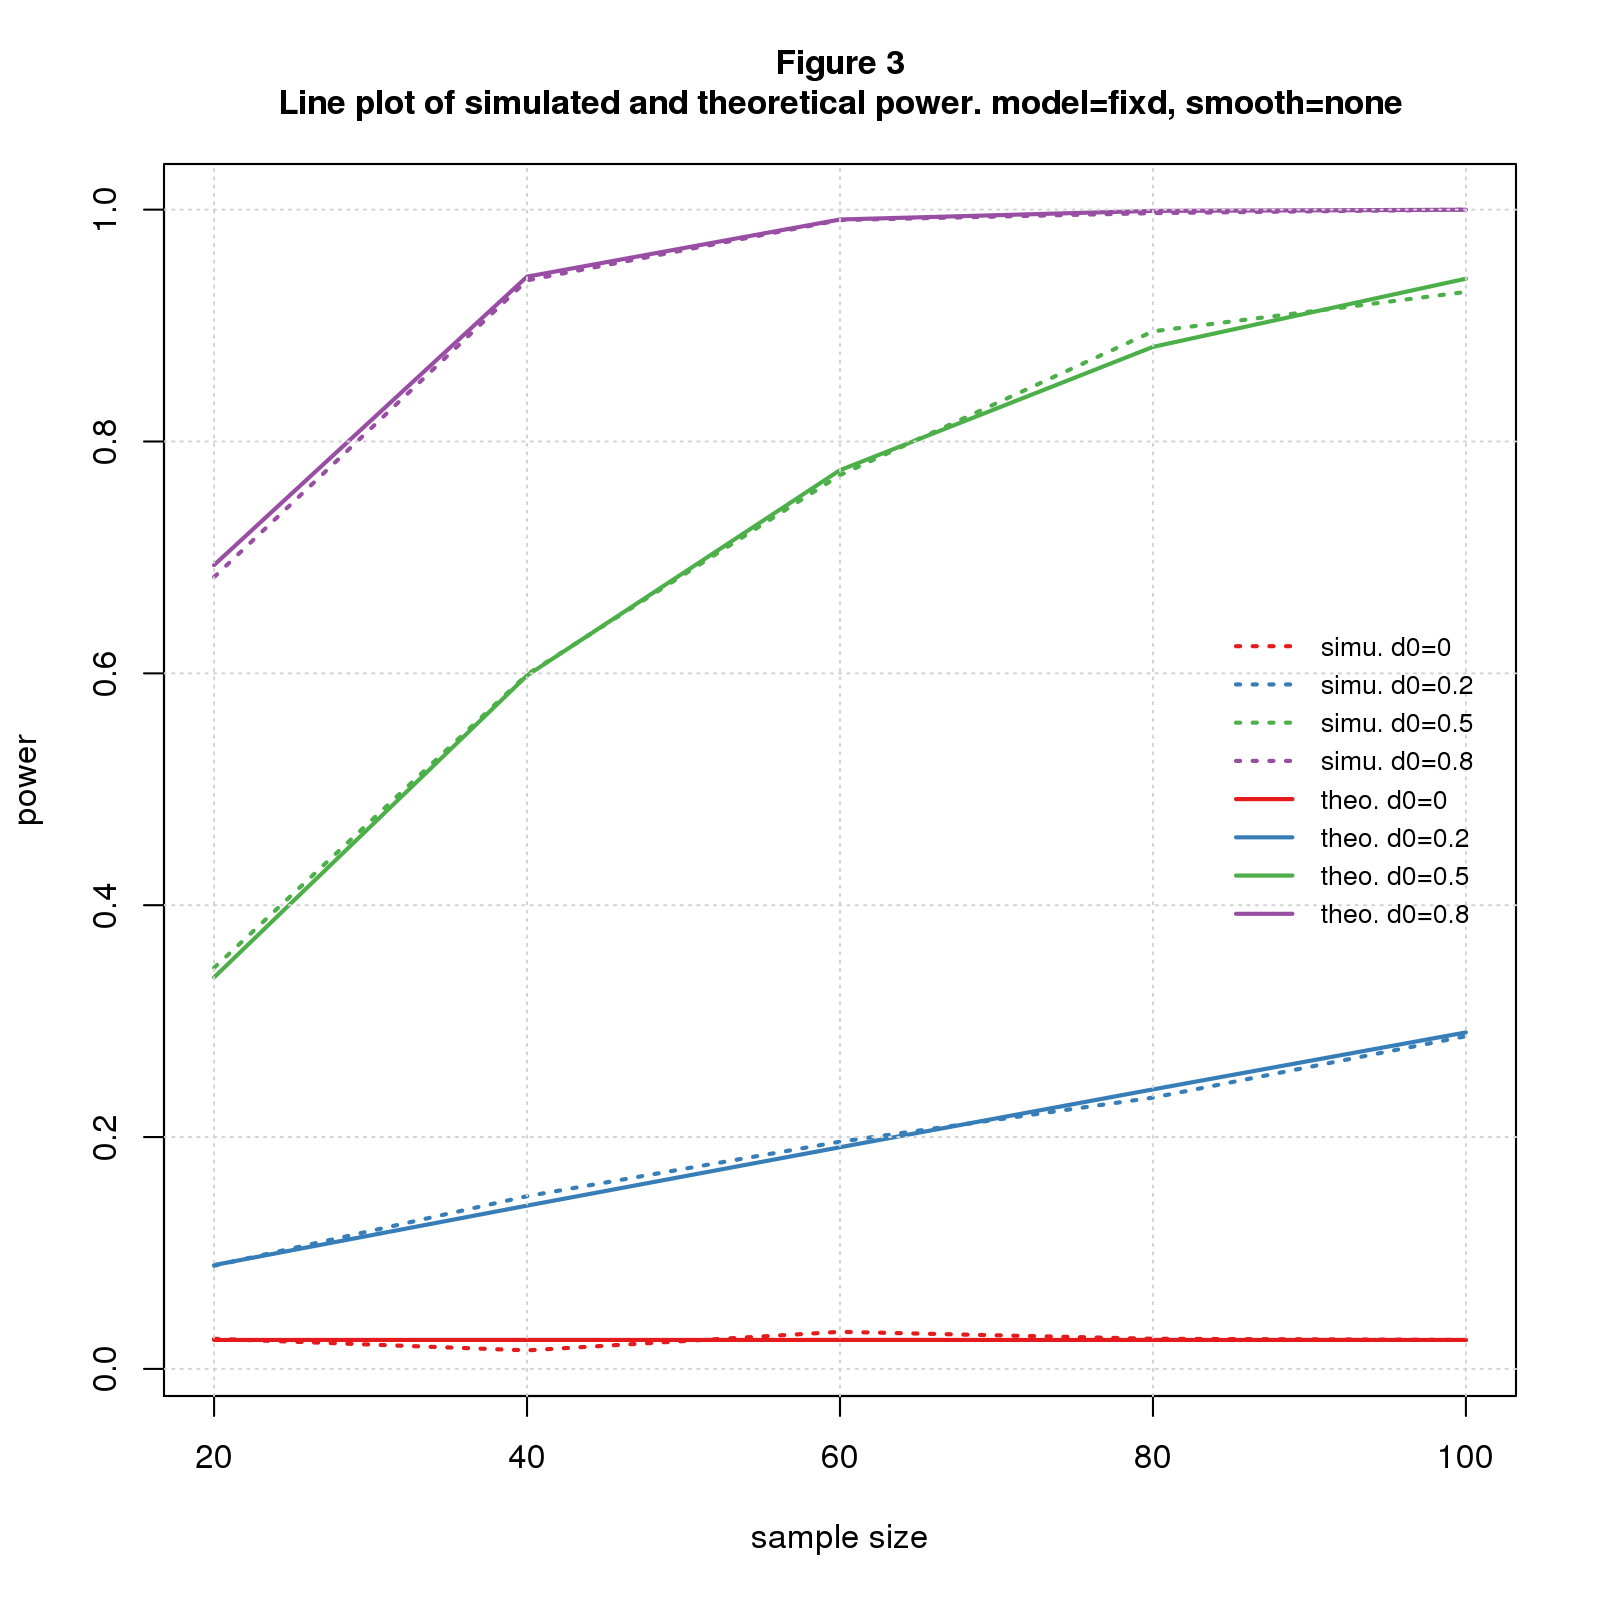 Figure 3
Line plot of simulated and theoretical power. model=fixd, smooth=none
1.0
0.8
0.6
0.4
0.2
0.0
power
simu. d0=0
simu. d0=0.2
simu. d0=0.5
simu. d0=0.8
theo. d0=0
theo. d0=0.2
theo. d0=0.5
theo. d0=0.8
20 40 60 80 100
sample size